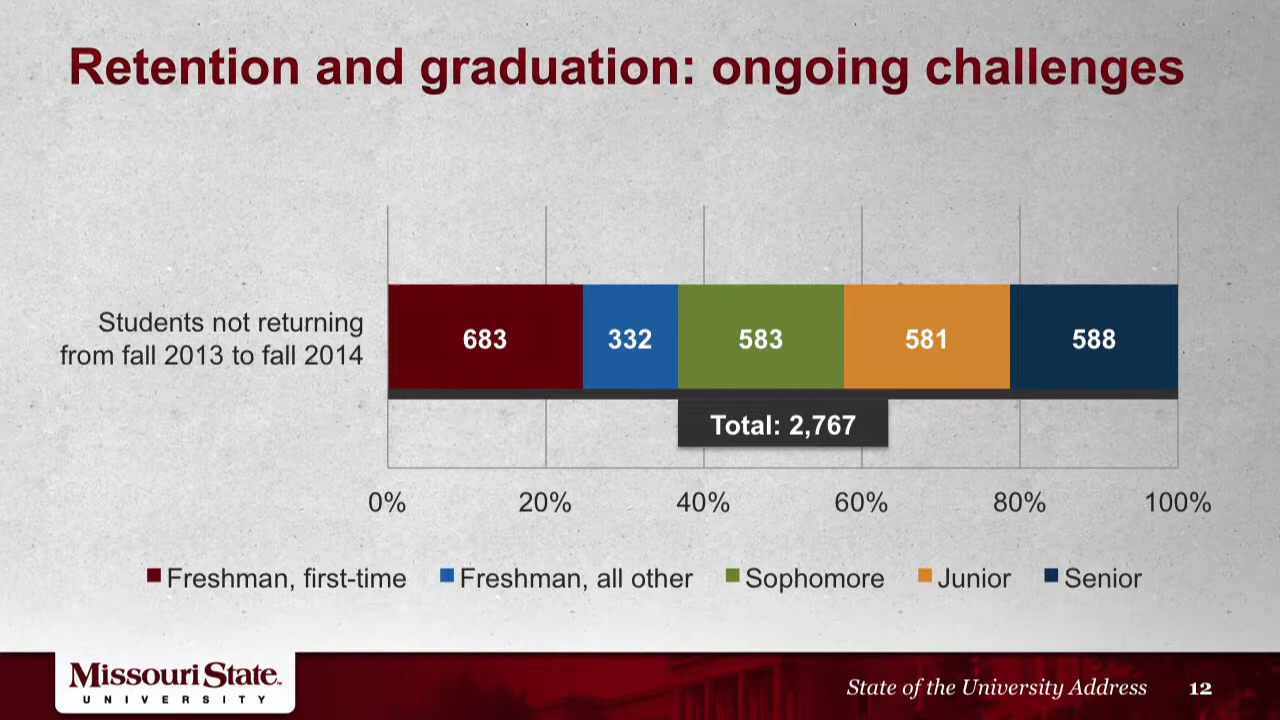 Retention and graduation: ongoing challenges
Students not returning
from fall 2013 to fall 2014
683 332 583 581 588
Total: 2,767
0% 20% 40% 60% 80% 100%
Freshman, first-time Freshman, all other Sophomore Junior Senior
Missouri State
UNIVERSITY
State of the University Address 12